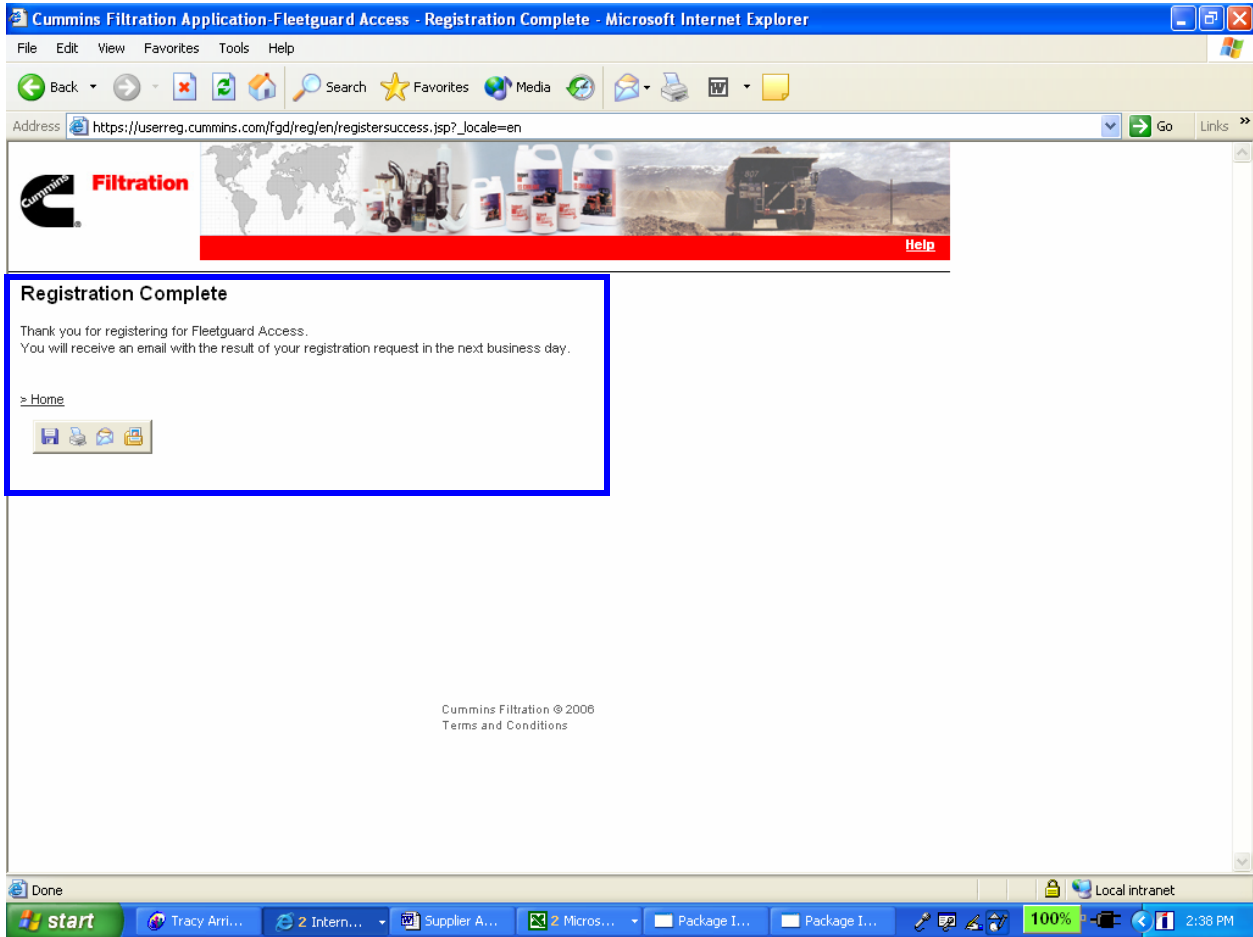 Cummins Filtration Application-Fleetguard Access - Registration Complete - Microsoft Internet Explorer
File Edit View Favorites Tools Help
Back Search Favorites Media
Address https://userreg.cummins.com/fgd/reg/en/registersuccess.jsp?_locale=en Go Links »
Cummins Filtration
807
Help
Registration Complete
Thank you for registering for Fleetguard Access.
You will receive an email with the result of your registration request in the next business day.
> Home
Cummins Filtration © 2006
Terms and Conditions
Done Local intranet
start Tracy Arri... 2 Intern... Supplier A... 2 Micros... Package I... Package I... 100% 2:38 PM